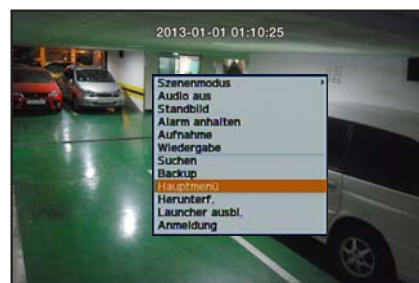 2013-01-01 01:10:25
Szenenmodus
Audio aus
Standbild
Alarm anhalten
Aufnahme
Wiedergabe
Suchen
Backup
Hauptmenü
Herunterf.
Launcher ausbl.
Anmeldung